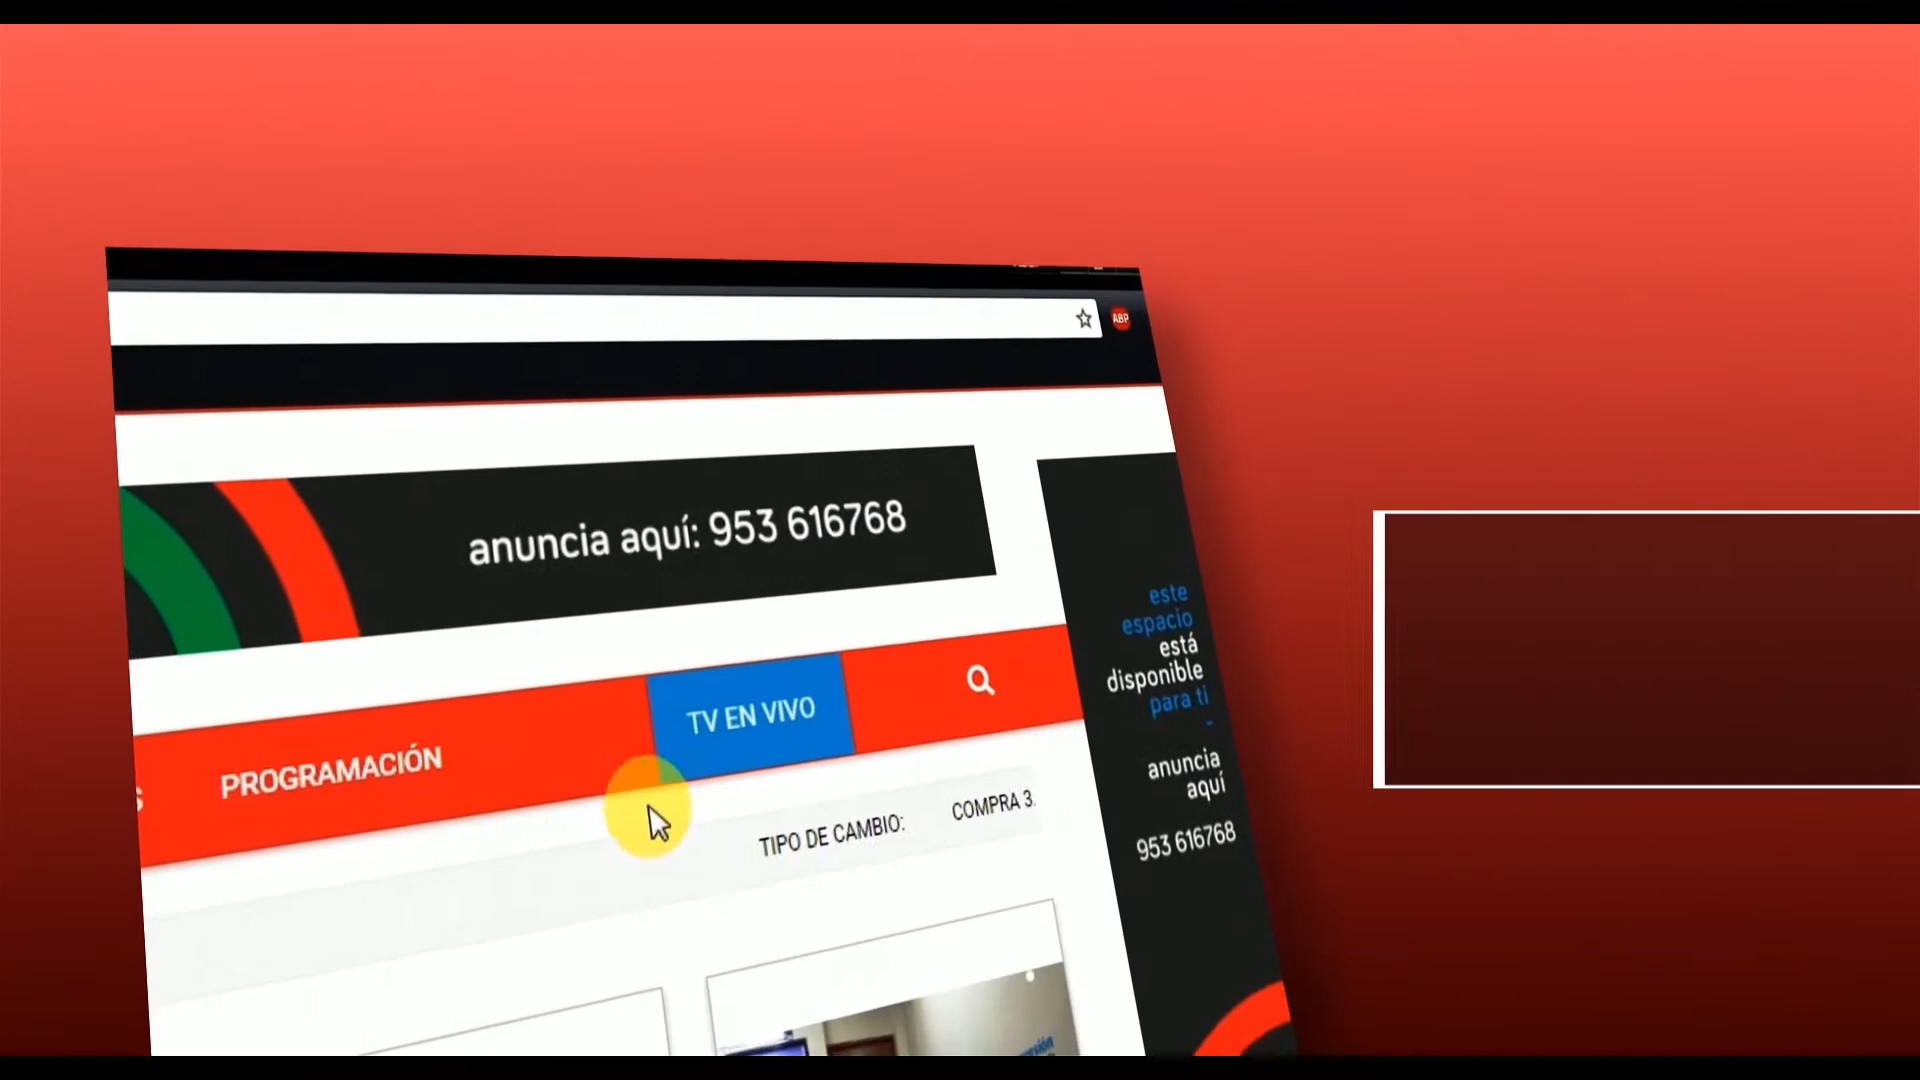 ABP
anuncia aquí: 953 616768
este
espacio
está
disponible
para ti
-
anuncia
aquí
953 616768
PROGRAMACIÓN
TV EN VIVO
TIPO DE CAMBIO:
COMPRA 3.